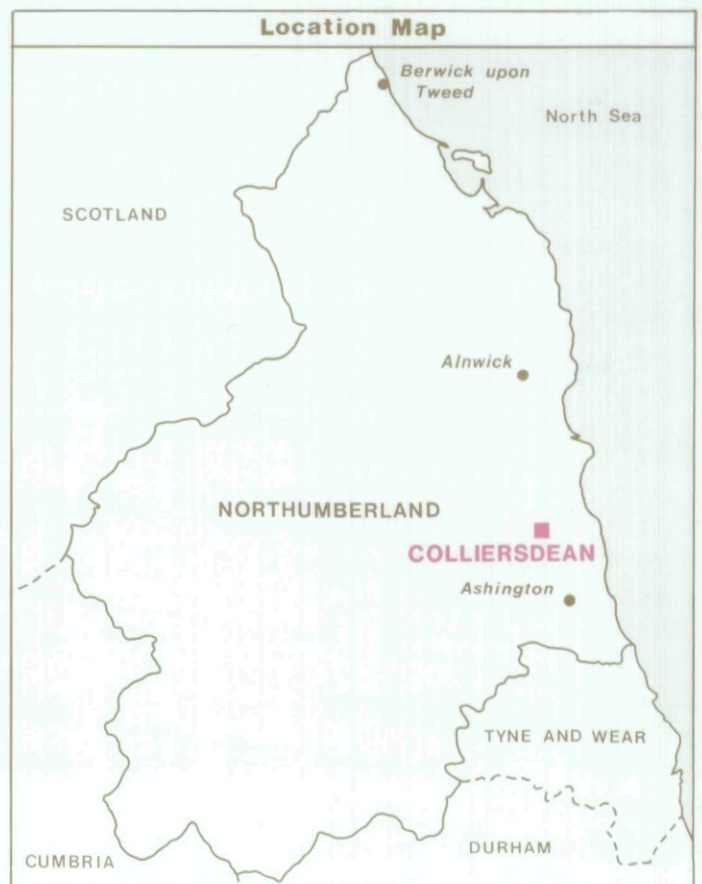 Location Map
Berwick upon
Tweed
North Sea
SCOTLAND
Alnwick
NORTHUMBERLAND
COLLIERSDEAN
Ashington
TYNE AND WEAR
DURHAM
CUMBRIA